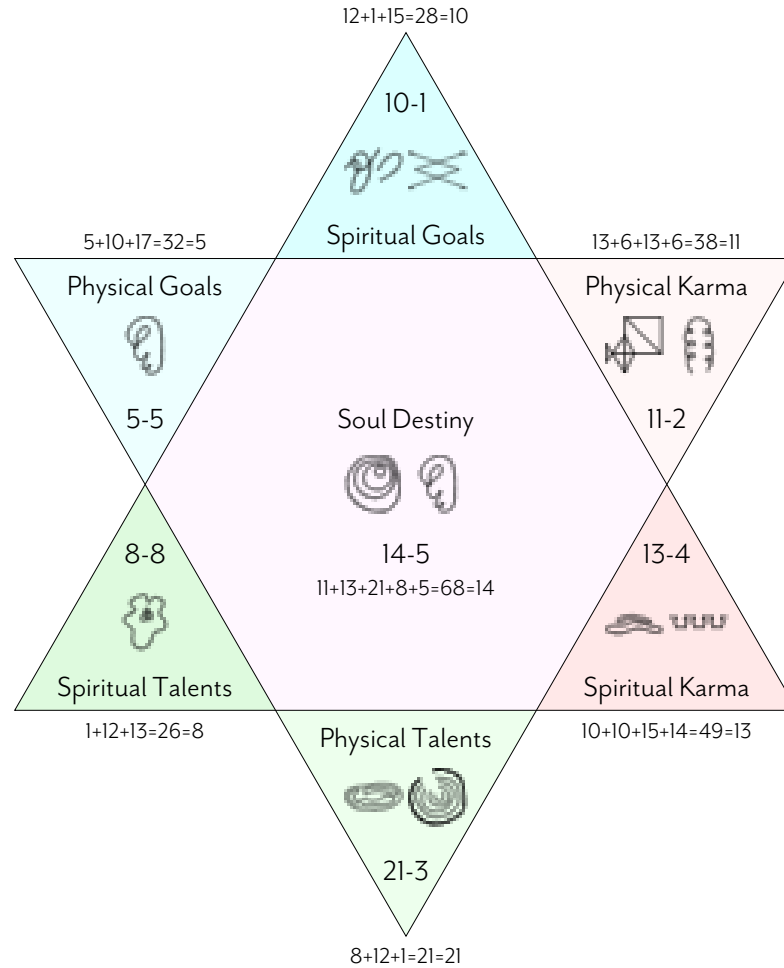 12+1+15=28=10
10-1
Spiritual Goals
5+10+17=32=5
13+6+13+6=38=11
Physical Goals
Physical Karma
5-5
11-2
Soul Destiny
14-5
11+13+21+8+5=68=14
8-8
13-4
Spiritual Talents
Spiritual Karma
1+12+13=26=8
10+10+15+14=49=13
Physical Talents
21-3
8+12+1=21=21